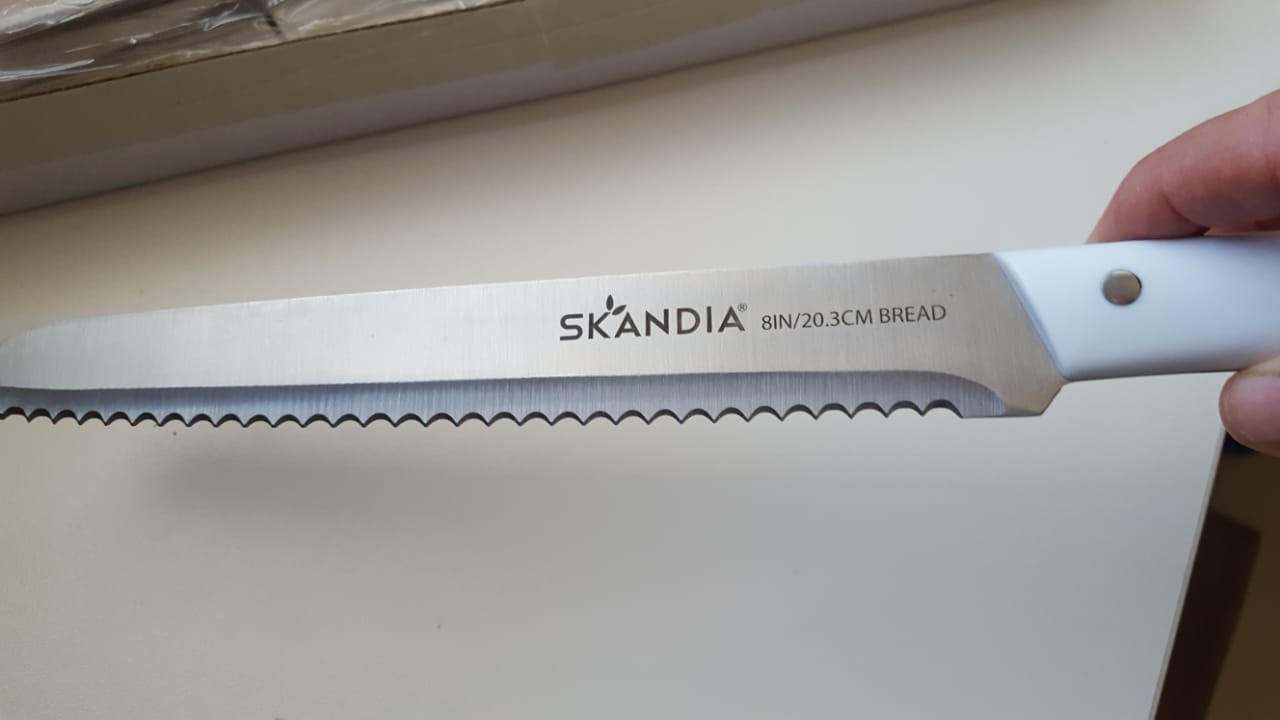 SKANDIA® 8IN/20.3CM BREAD